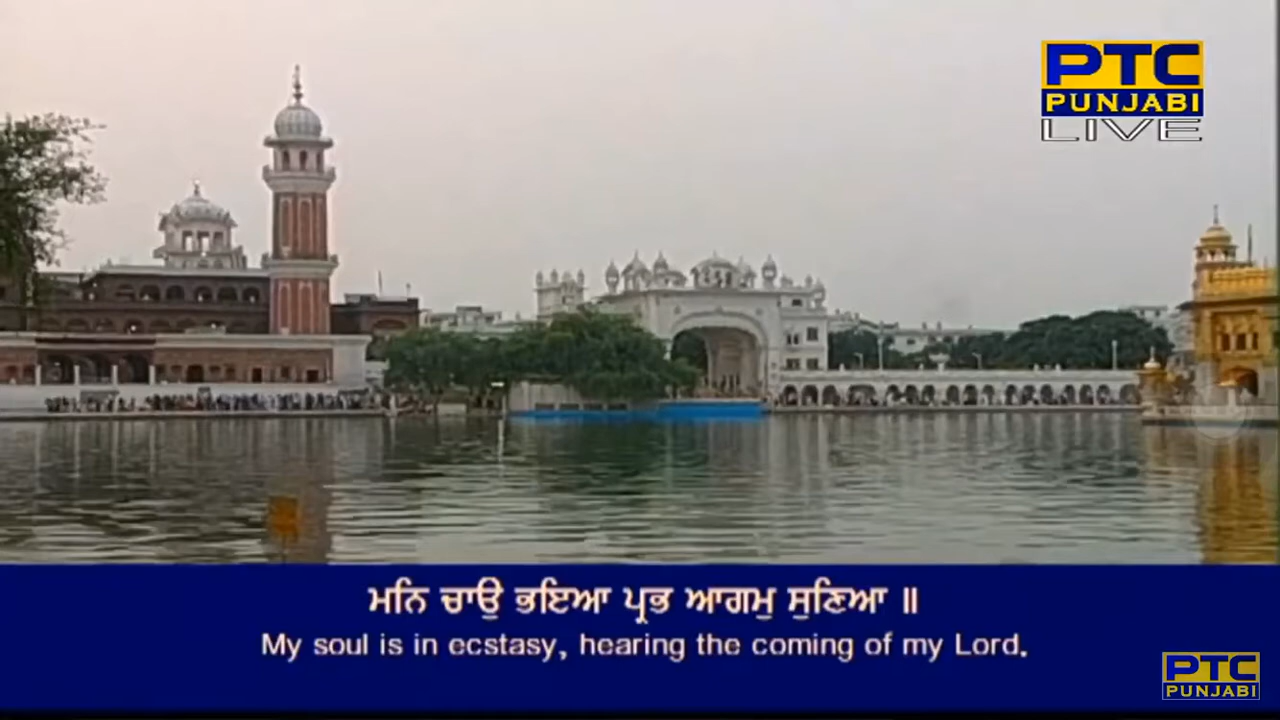 PTC
PUNJABI
LIVE
ਮਨਿ ਚਾਉ ਭਇਆ ਪ੍ਰਭ ਆਗਮੁ ਸੁਣਿਆ ॥
My soul is in ecstasy, hearing the coming of my Lord.
PTC
PUNJABI